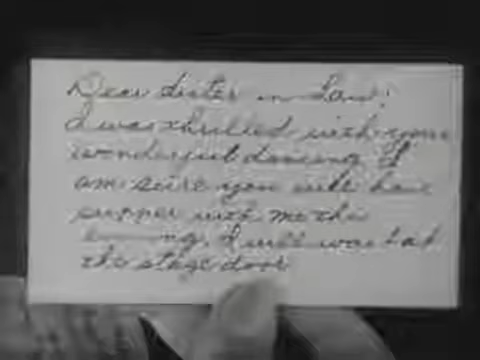 Dear Sister in Law:
I was thrilled with your
wonderful dancing. I
am sure you will have
supper with me this
evening. I will wait at
the stage door